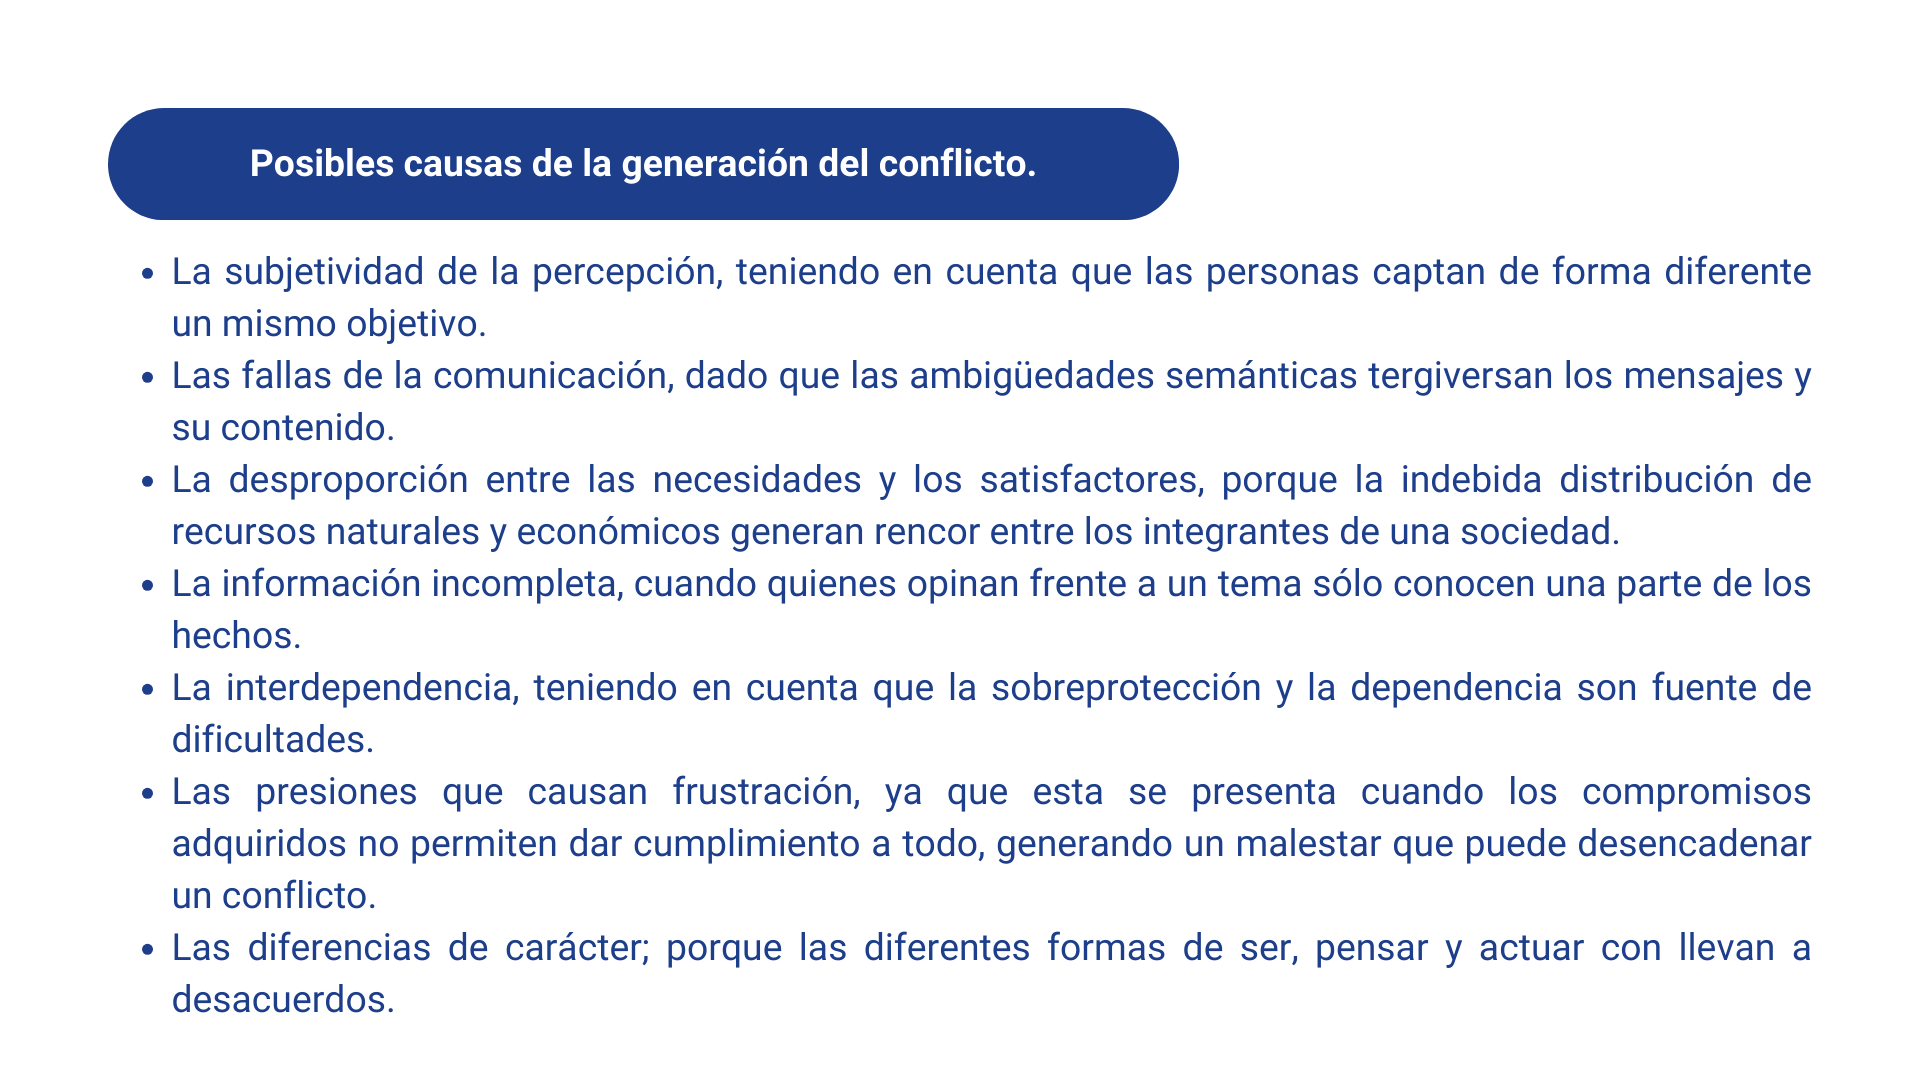 Posibles causas de la generación del conflicto.
• La subjetividad de la percepción, teniendo en cuenta que las personas captan de forma diferente
un mismo objetivo.
• Las fallas de la comunicación, dado que las ambigüedades semánticas tergiversan los mensajes y
su contenido.
• La desproporción entre las necesidades y los satisfactores, porque la indebida distribución de
recursos naturales y económicos generan rencor entre los integrantes de una sociedad.
• La información incompleta, cuando quienes opinan frente a un tema sólo conocen una parte de los
hechos.
• La interdependencia, teniendo en cuenta que la sobreprotección y la dependencia son fuente de
dificultades.
• Las presiones que causan frustración, ya que esta se presenta cuando los compromisos
adquiridos no permiten dar cumplimiento a todo, generando un malestar que puede desencadenar
un conflicto.
• Las diferencias de carácter; porque las diferentes formas de ser, pensar y actuar con llevan a
desacuerdos.